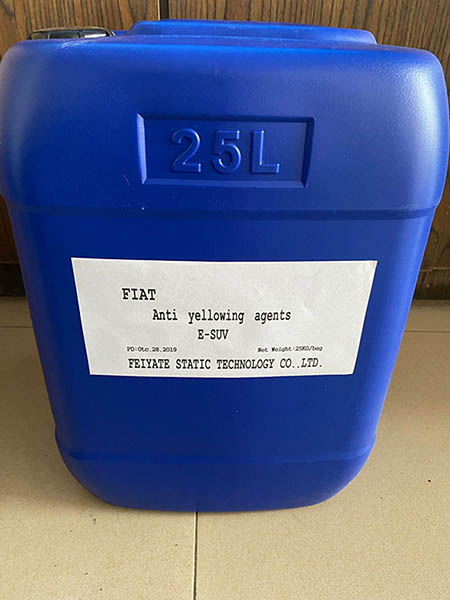 25L
FIAT
Anti yellowing agents
E-SUV
PD:Otc.28.2019 Net Weight:25KG/bag
FEIYATE STATIC TECHNOLOGY CO..LTD.